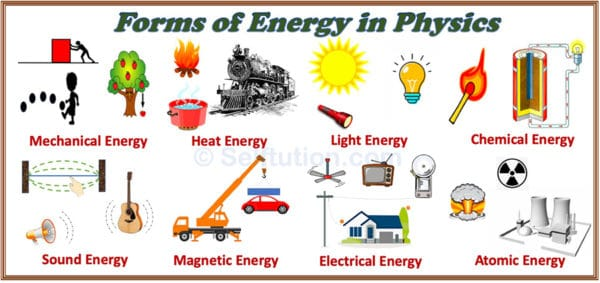 Forms of Energy in Physics
Mechanical Energy
Heat Energy
Light Energy
Chemical Energy
© Selftution.com
Sound Energy
Magnetic Energy
Electrical Energy
Atomic Energy